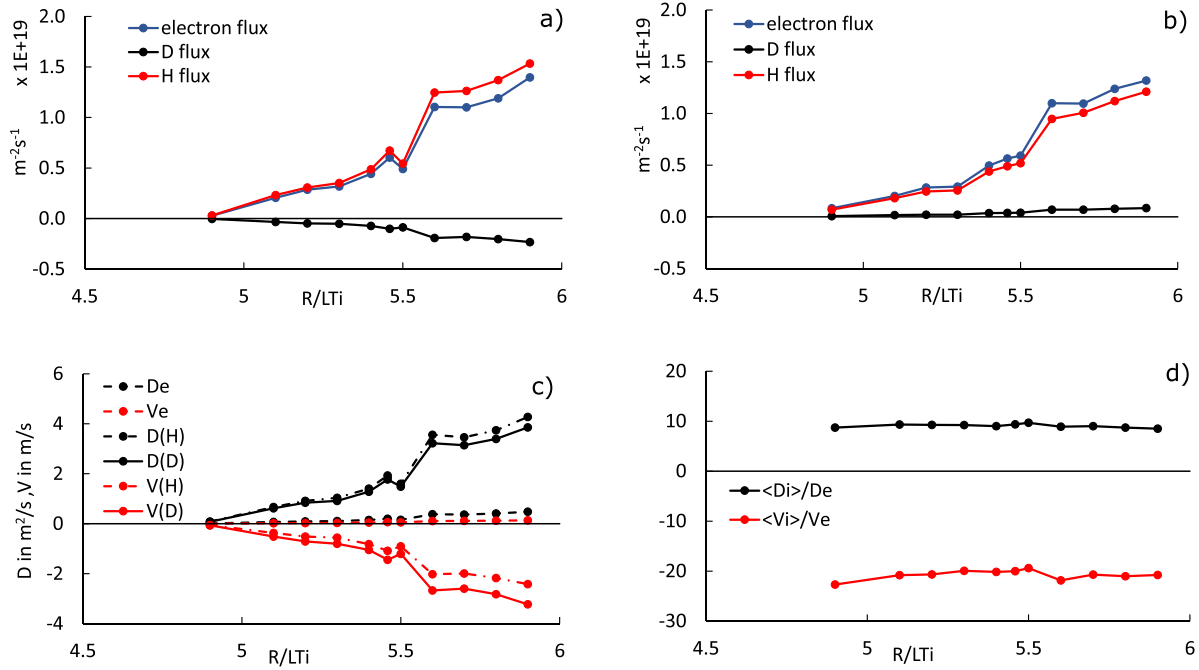 a)
electron flux
D flux
H flux
x 1E+19
m-2s-1
2.0
1.5
1.0
0.5
0.0
-0.5
4.5 5 5.5 6
R/LTi
b)
electron flux
D flux
H flux
x 1E+19
m-2s-1
2.0
1.5
1.0
0.5
0.0
-0.5
4.5 5 5.5 6
R/LTi
c)
De
Ve
D(H)
D(D)
V(H)
V(D)
D in m2/s ,V in m/s
6
4
2
0
-2
-4
4.5 5 5.5 6
R/LTi
d)
20
10
0
-10
-20
-30
<Di>/De
<Vi>/Ve
4.5 5 5.5 6
R/LTi